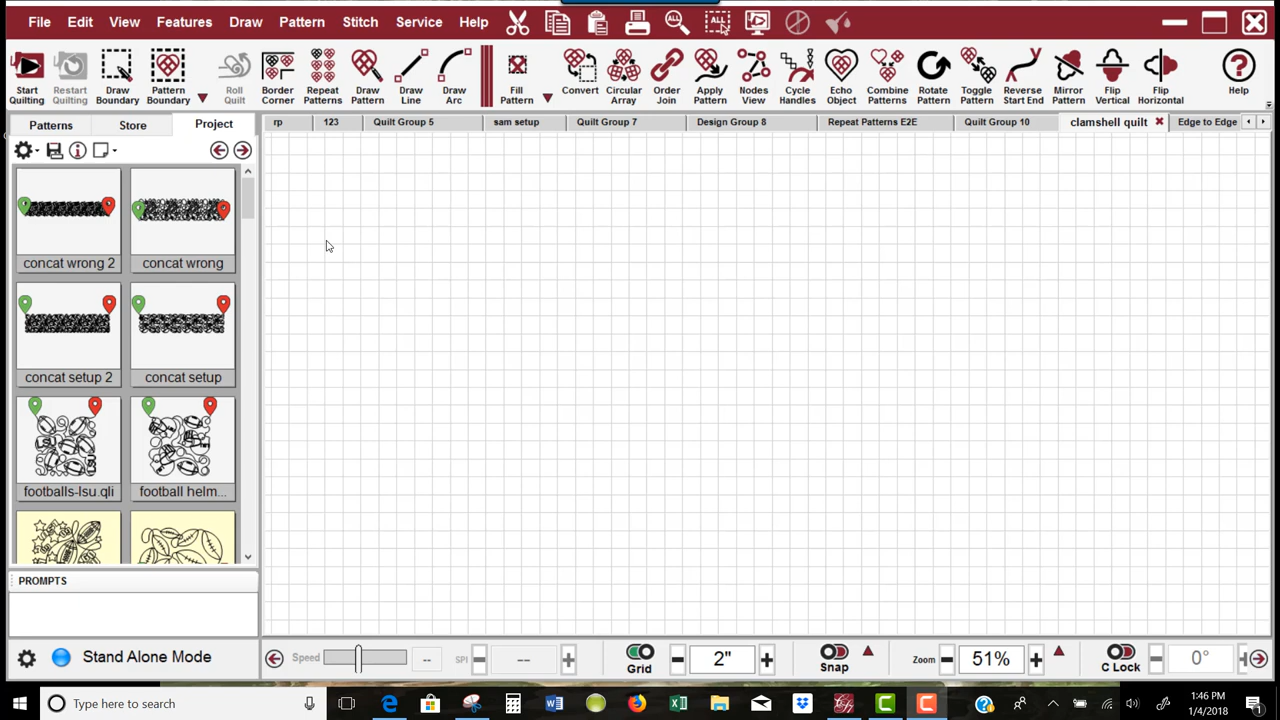 File Edit View Features Draw Pattern Stitch Service Help ALL ALL
Start Quilting Restart Quilting Draw Boundary Pattern Boundary Roll Quilt Border Corner Repeat Patterns Draw Pattern Draw Line Draw Arc Fill Pattern Convert Circular Array Order Join Apply Pattern Nodes View Cycle Handles Echo Object Combine Patterns Rotate Pattern Toggle Pattern Reverse Start End Mirror Pattern Flip Vertical Flip Horizontal Help
Patterns Store Project rp 123 Quilt Group 5 sam setup Quilt Group 7 Design Group 8 Repeat Patterns E2E Quilt Group 10 clamshell quilt Edge to Edge
concat wrong 2 concat wrong
concat setup 2 concat setup
footballs-lsu.qli football helm...
PROMPTS
Stand Alone Mode Speed -- SPI -- Grid 2" Snap Zoom 51% C Lock 0°
Type here to search 1:46 PM
1/4/2018